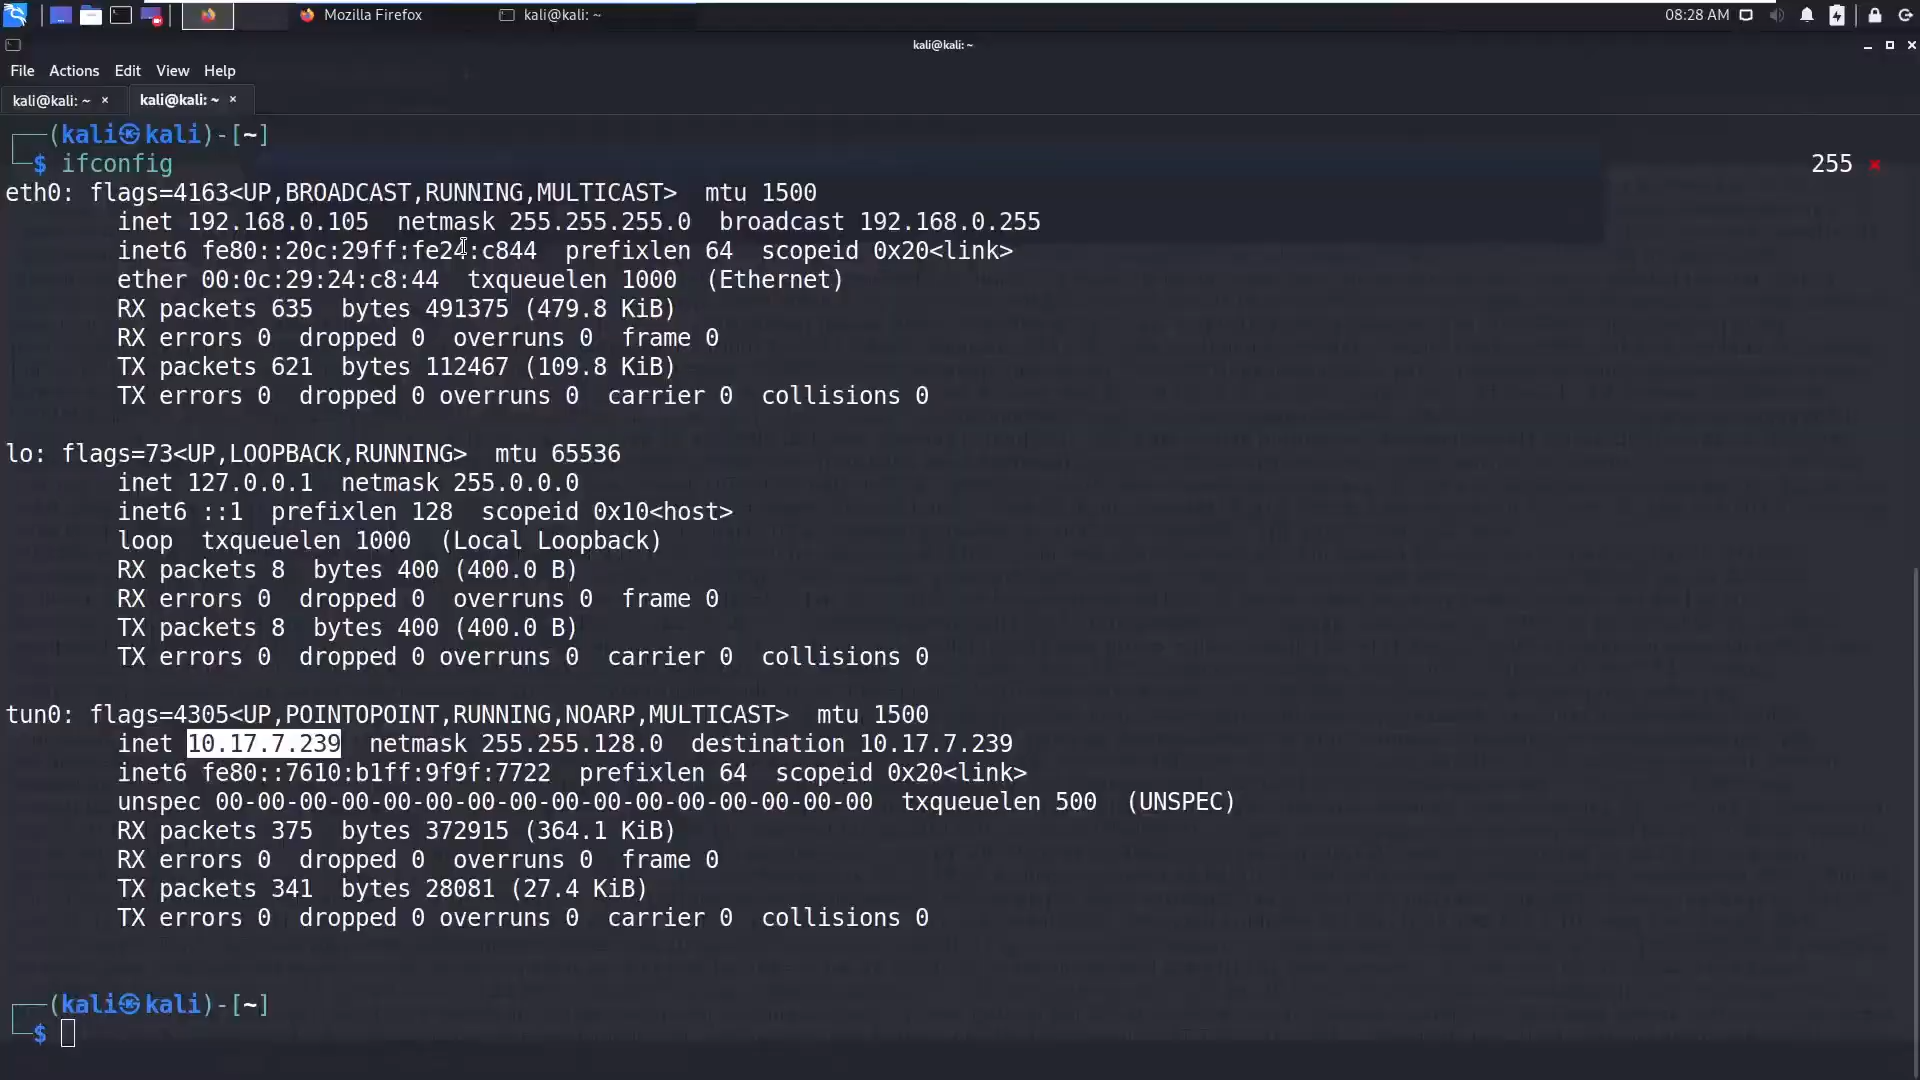 Mozilla Firefox
kali@kali: ~
08:28 AM
kali@kali: ~
File Actions Edit View Help
kali@kali: ~ × kali@kali: ~ ×
┌──(kali㉿kali)-[~]
└─$ ifconfig 255 ⨯
eth0: flags=4163<UP,BROADCAST,RUNNING,MULTICAST>  mtu 1500
inet 192.168.0.105  netmask 255.255.255.0  broadcast 192.168.0.255
inet6 fe80::20c:29ff:fe24:c844  prefixlen 64  scopeid 0x20<link>
ether 00:0c:29:24:c8:44  txqueuelen 1000  (Ethernet)
RX packets 635  bytes 491375 (479.8 KiB)
RX errors 0  dropped 0  overruns 0  frame 0
TX packets 621  bytes 112467 (109.8 KiB)
TX errors 0  dropped 0 overruns 0  carrier 0  collisions 0
lo: flags=73<UP,LOOPBACK,RUNNING>  mtu 65536
inet 127.0.0.1  netmask 255.0.0.0
inet6 ::1  prefixlen 128  scopeid 0x10<host>
loop  txqueuelen 1000  (Local Loopback)
RX packets 8  bytes 400 (400.0 B)
RX errors 0  dropped 0  overruns 0  frame 0
TX packets 8  bytes 400 (400.0 B)
TX errors 0  dropped 0 overruns 0  carrier 0  collisions 0
tun0: flags=4305<UP,POINTOPOINT,RUNNING,NOARP,MULTICAST>  mtu 1500
inet 10.17.7.239  netmask 255.255.128.0  destination 10.17.7.239
inet6 fe80::7610:b1ff:9f9f:7722  prefixlen 64  scopeid 0x20<link>
unspec 00-00-00-00-00-00-00-00-00-00-00-00-00-00-00-00  txqueuelen 500  (UNSPEC)
RX packets 375  bytes 372915 (364.1 KiB)
RX errors 0  dropped 0  overruns 0  frame 0
TX packets 341  bytes 28081 (27.4 KiB)
TX errors 0  dropped 0 overruns 0  carrier 0  collisions 0
┌──(kali㉿kali)-[~]
└─$